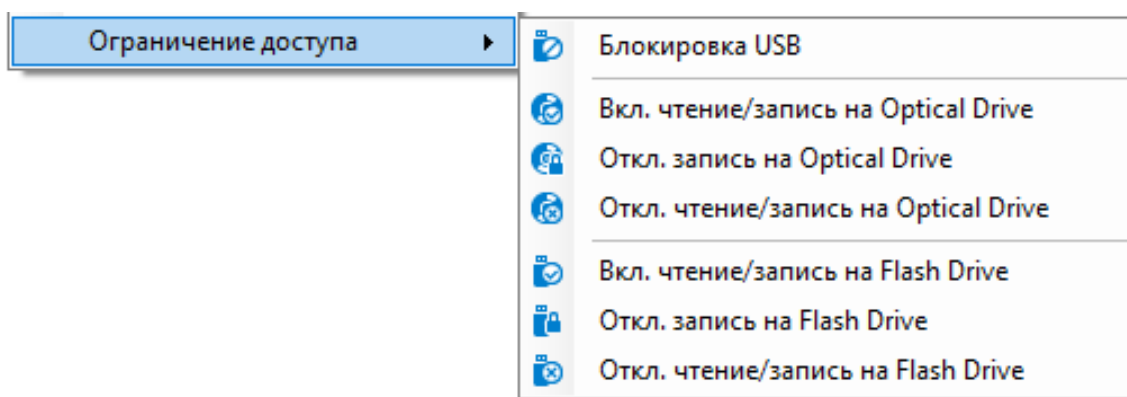 Ограничение доступа
Блокировка USB
Вкл. чтение/запись на Optical Drive
Откл. запись на Optical Drive
Откл. чтение/запись на Optical Drive
Вкл. чтение/запись на Flash Drive
Откл. запись на Flash Drive
Откл. чтение/запись на Flash Drive